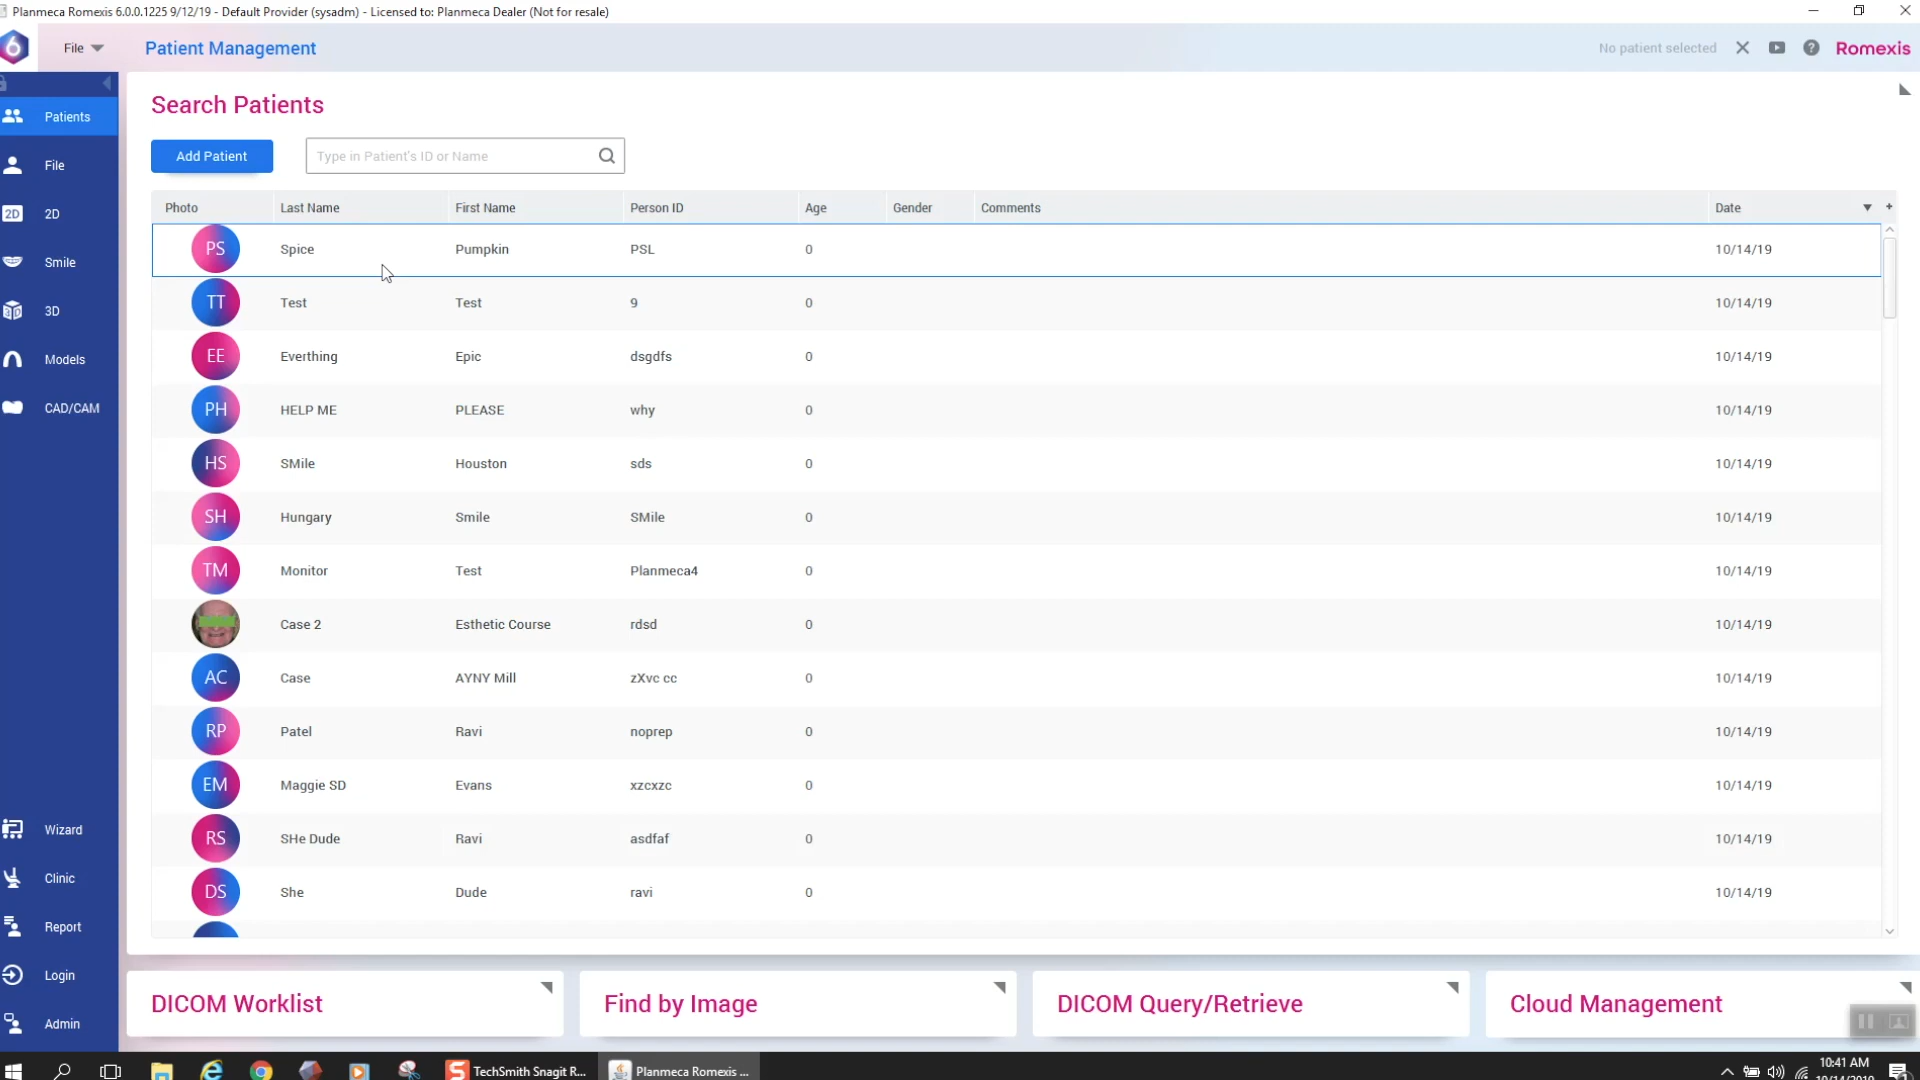 Planmeca Romexis 6.0.0.1225 9/12/19 - Default Provider (sysadm) - Licensed to: Planmeca Dealer (Not for resale)
6 File Patient Management No patient selected Romexis
Search Patients
Add Patient Type in Patient's ID or Name
Patients
File
2D 2D
Smile
3D 3D
Models
CAD/CAM
Wizard
Clinic
Report
Login
Admin
Photo Last Name First Name Person ID Age Gender Comments Date
PS Spice Pumpkin PSL 0 10/14/19
TT Test Test 9 0 10/14/19
EE Everthing Epic dsgdfs 0 10/14/19
PH HELP ME PLEASE why 0 10/14/19
HS SMile Houston sds 0 10/14/19
SH Hungary Smile SMile 0 10/14/19
TM Monitor Test Planmeca4 0 10/14/19
Case 2 Esthetic Course rdsd 0 10/14/19
AC Case AYNY Mill zXvc cc 0 10/14/19
RP Patel Ravi noprep 0 10/14/19
EM Maggie SD Evans xzcxzc 0 10/14/19
RS SHe Dude Ravi asdfaf 0 10/14/19
DS She Dude ravi 0 10/14/19
DICOM Worklist Find by Image DICOM Query/Retrieve Cloud Management
TechSmith Snagit R... Planmeca Romexis ... 10:41 AM
10/14/2019